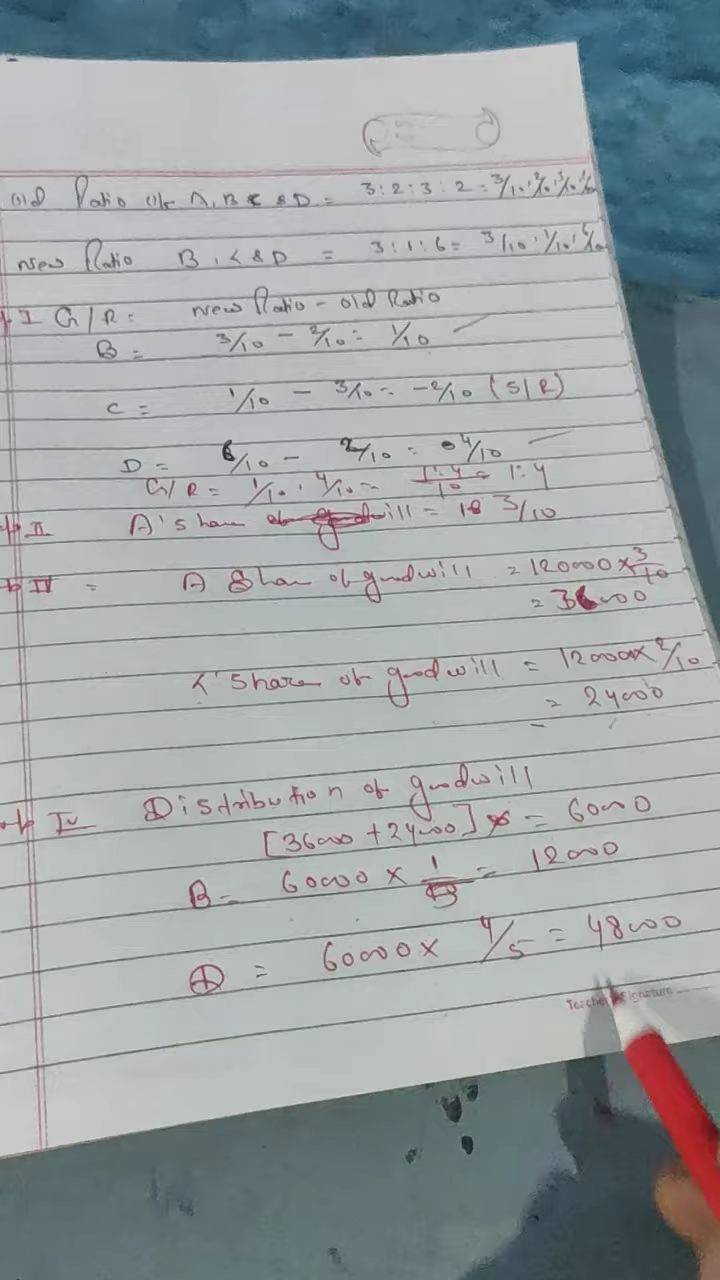 Old Ratio of A, B C & D = 3:2:3:2 = 3/10, 2/10, 3/10, 2/10
New Ratio B, C & D = 3:1:6 = 3/10, 1/10, 6/10
I G/R = New Ratio - Old Ratio
B = 3/10 - 2/10 = 1/10
C = 1/10 - 3/10 = -2/10 (S/R)
D = 6/10 - 2/10 = 4/10
G/R = 1/10, 4/10 = 1:4/10 = 1:4
II A's share = 3/10
A Share of goodwill = 120000 x 3/10
= 36000
C' Share of goodwill = 120000 x 2/10
= 24000
IV Distribution of goodwill
[36000 + 24000] = 60000
B = 60000 x 1/5 = 12000
D = 60000 x 4/5 = 48000
Teacher's Signature